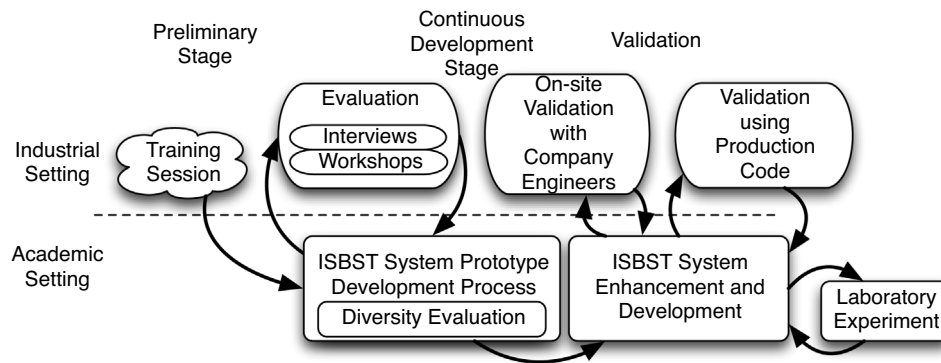 Preliminary
Stage
Continuous
Development
Stage
Validation
Industrial
Setting
Training
Session
Evaluation
Interviews
Workshops
On-site
Validation
with
Company
Engineers
Validation
using
Production
Code
Academic
Setting
ISBST System Prototype
Development Process
Diversity Evaluation
ISBST System
Enhancement and
Development
Laboratory
Experiment